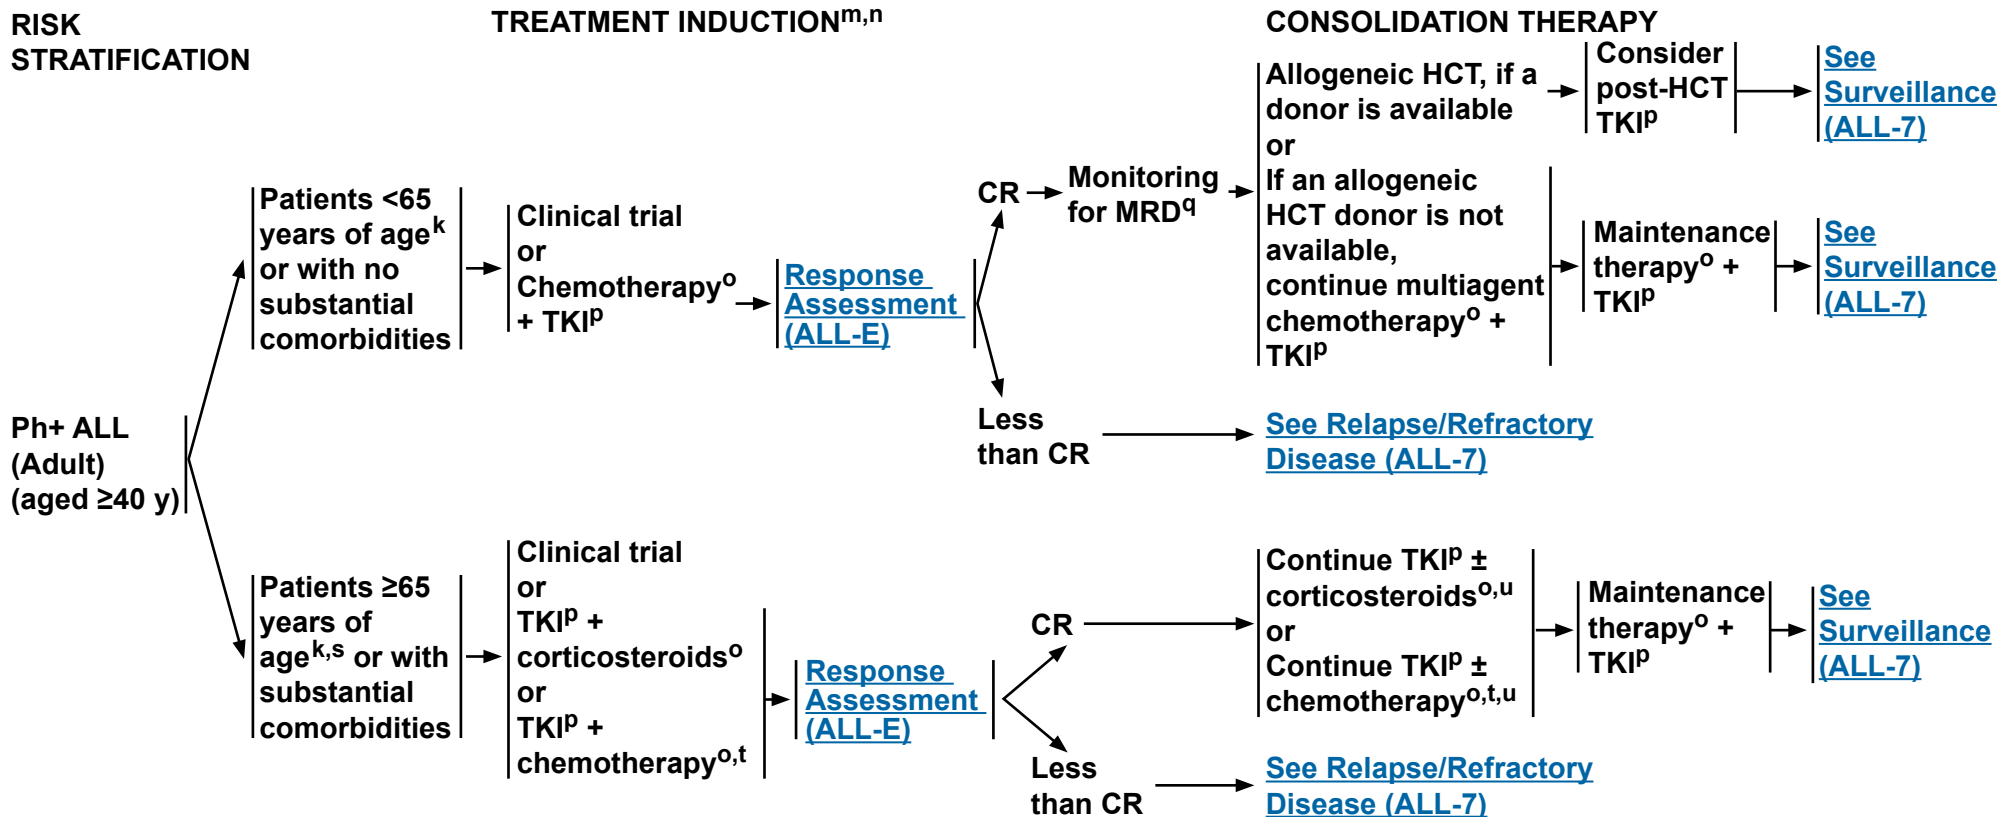 RISK
STRATIFICATION
TREATMENT INDUCTIONm,n
CONSOLIDATION THERAPY
Ph+ ALL
(Adult)
(aged ≥40 y)
Patients <65
years of agek
or with no
substantial
comorbidities
Clinical trial
or
Chemotherapyo
+ TKIp
Response
Assessment
(ALL-E)
CR
Monitoring
for MRDq
Allogeneic HCT, if a
donor is available
or
If an allogeneic
HCT donor is not
available,
continue multiagent
chemotherapyo +
TKIp
Consider
post-HCT
TKIp
See
Surveillance
(ALL-7)
Maintenance
therapyo +
TKIp
See
Surveillance
(ALL-7)
Less
than CR
See Relapse/Refractory
Disease (ALL-7)
Patients ≥65
years of
agek,s or with
substantial
comorbidities
Clinical trial
or
TKIp +
corticosteroidso
or
TKIp +
chemotherapyo,t
Response
Assessment
(ALL-E)
CR
Continue TKIp ±
corticosteroidso,u
or
Continue TKIp ±
chemotherapyo,t,u
Maintenance
therapyo +
TKIp
See
Surveillance
(ALL-7)
Less
than CR
See Relapse/Refractory
Disease (ALL-7)